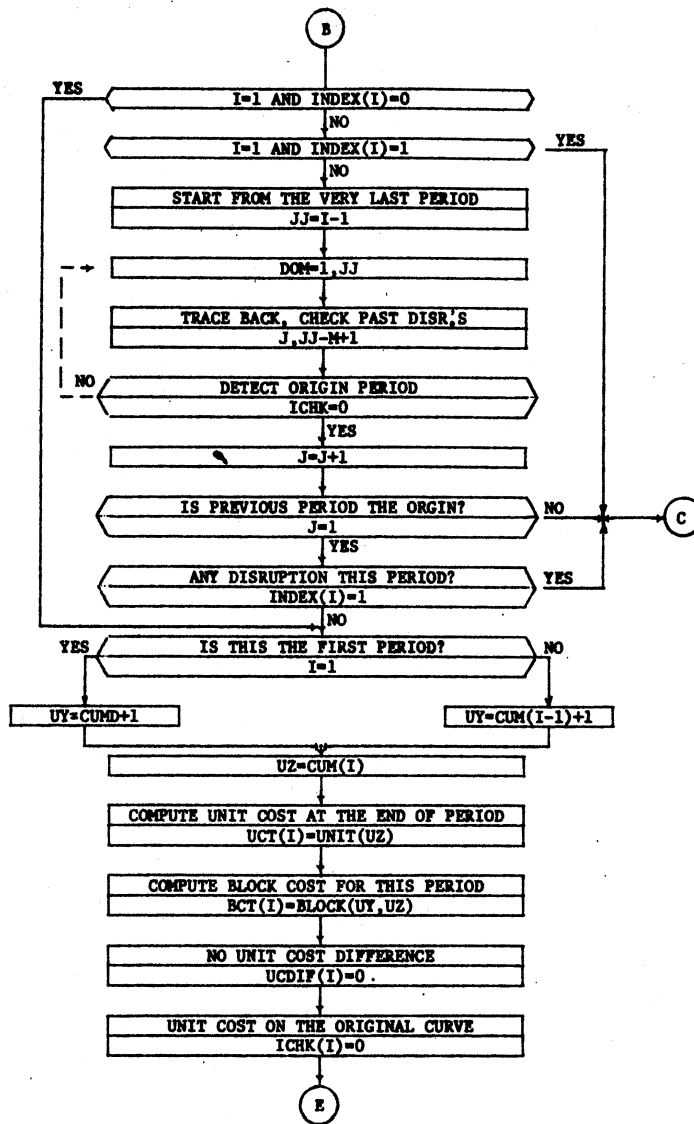 B
YES
I=1 AND INDEX(I)=0
NO
I=1 AND INDEX(I)=1
YES
NO
START FROM THE VERY LAST PERIOD
JJ=I-1
DOM=1,JJ
TRACE BACK, CHECK PAST DISR,'S
J,JJ-M+1
NO
DETECT ORIGIN PERIOD
ICHK=0
YES
J=J+1
IS PREVIOUS PERIOD THE ORGIN?
NO
C
J=1
YES
ANY DISRUPTION THIS PERIOD?
YES
INDEX(I)=1
NO
YES
IS THIS THE FIRST PERIOD?
NO
I=1
UY=CUMD+1
UY=CUM(I-1)+1
UZ=CUM(I)
COMPUTE UNIT COST AT THE END OF PERIOD
UCT(I)=UNIT(UZ)
COMPUTE BLOCK COST FOR THIS PERIOD
BCT(I)=BLOCK(UY,UZ)
NO UNIT COST DIFFERENCE
UCDIF(I)=0.
UNIT COST ON THE ORIGINAL CURVE
ICHK(I)=0
E